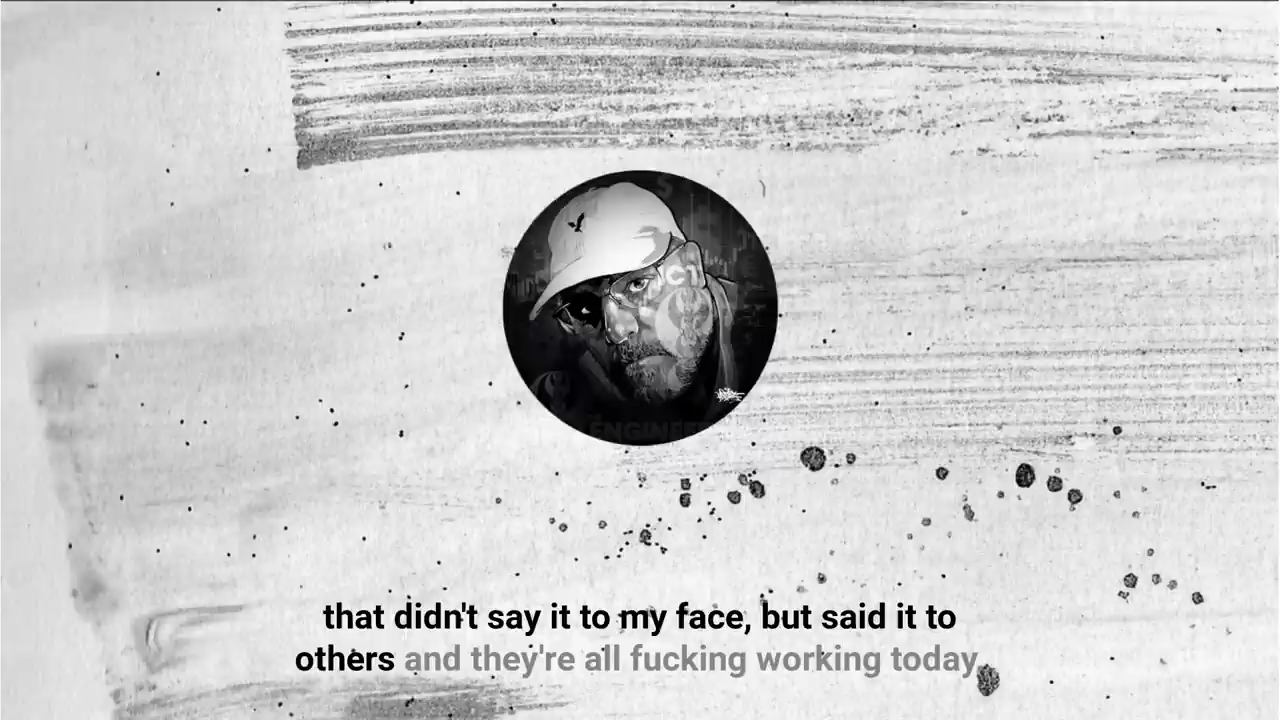 ENGINEE
that didn't say it to my face, but said it to
others and they're all fucking working today